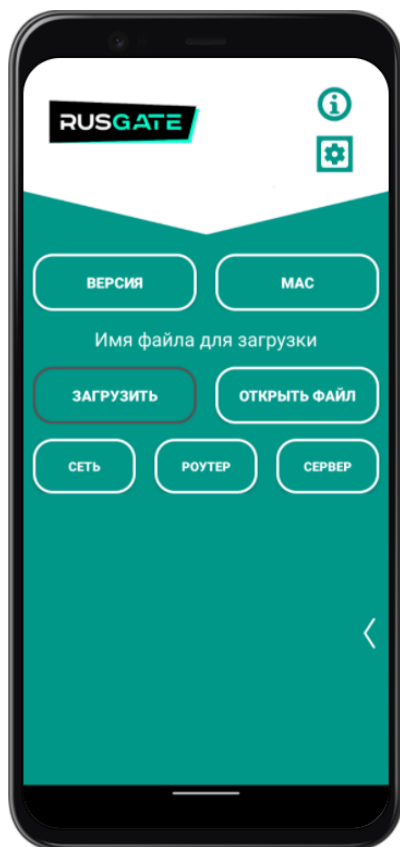 RUSGATE
ВЕРСИЯ
MAC
Имя файла для загрузки
ЗАГРУЗИТЬ
ОТКРЫТЬ ФАЙЛ
СЕТЬ
РОУТЕР
СЕРВЕР